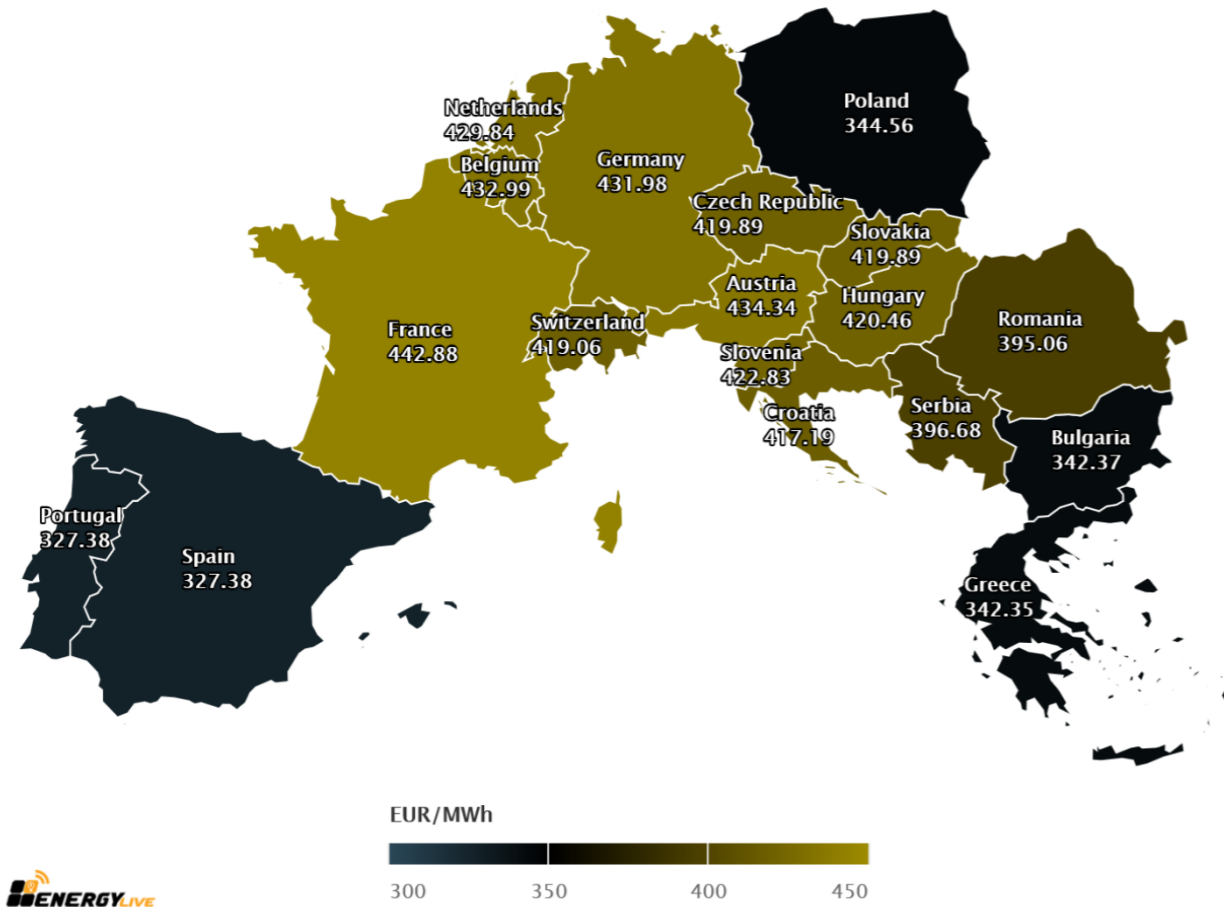 Poland
344.56
Netherlands
429.84
Germany
431.98
Belgium
432.99
Czech Republic
419.89
Slovakia
419.89
Austria
434.34
Hungary
420.46
France
442.88
Switzerland
419.06
Romania
395.06
Slovenia
422.83
Croatia
417.19
Serbia
396.68
Bulgaria
342.37
Portugal
327.38
Spain
327.38
Greece
342.35
EUR/MWh
300 350 400 450
ENERGYLIVE